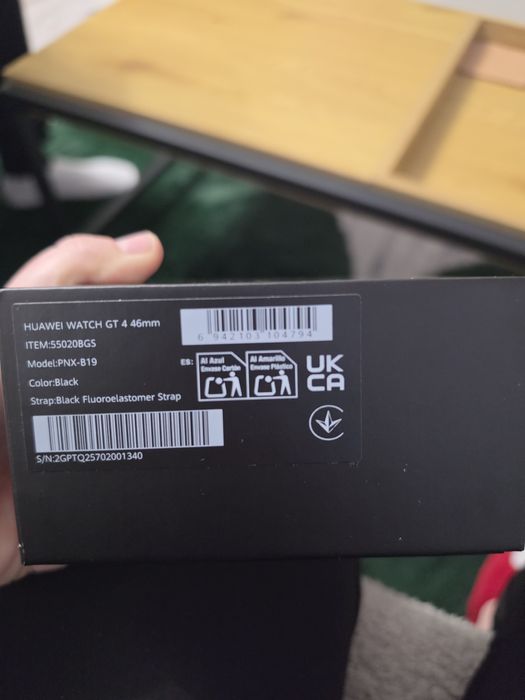 HUAWEI WATCH GT 4 46mm
ITEM:55020BGS
Model:PNX-B19
Color:Black
Strap:Black Fluoroelastomer Strap
S/N:2GPTQ25702001340
6 942103 104794
ES:
Al Azul
Envase Cartón
Al Amarillo
Envase Plástico
UK
CA